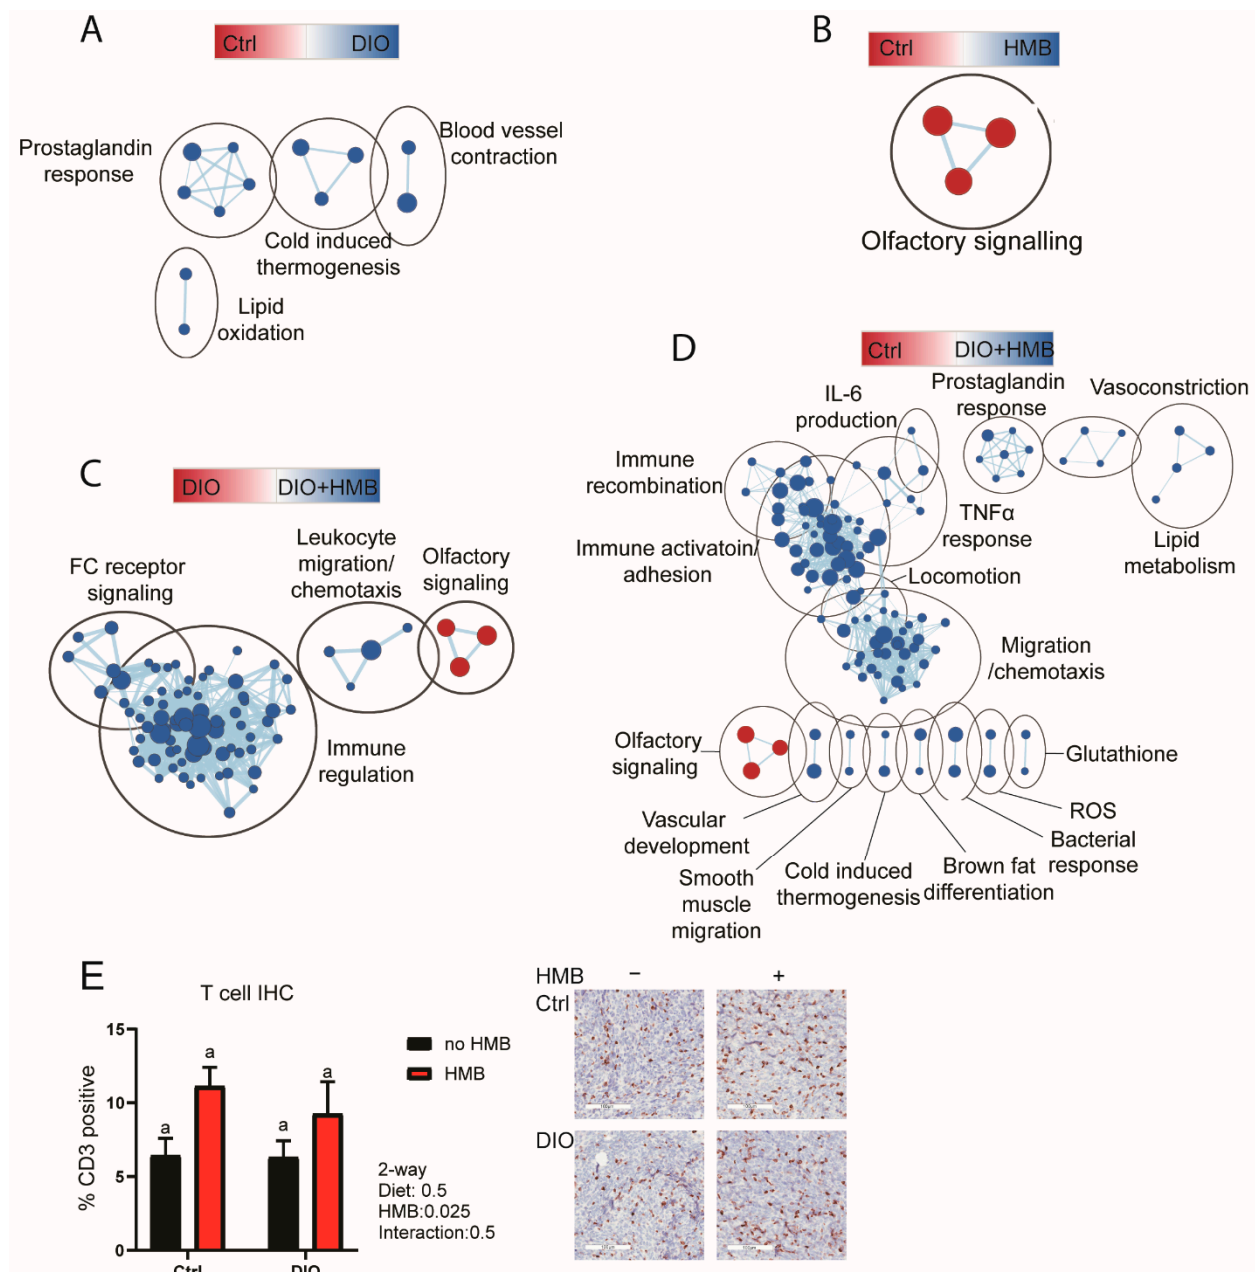 A
Ctrl DIO
Prostaglandin
response
Blood vessel
contraction
Cold induced
thermogenesis
Lipid
oxidation
B
Ctrl HMB
Olfactory signalling
C
DIO DIO+HMB
FC receptor
signaling
Leukocyte
migration/
chemotaxis
Olfactory
signaling
Immune
regulation
D
Ctrl DIO+HMB
IL-6
production
Prostaglandin
response
Vasoconstriction
Immune
recombination
TNFα
response
Lipid
metabolism
Immune activatoin/
adhesion
Locomotion
Migration
/chemotaxis
Olfactory
signaling
Glutathione
Vascular
development
Smooth
muscle
migration
Cold induced
thermogenesis
Brown fat
differentiation
Bacterial
response
ROS
E
T cell IHC
% CD3 positive
15
10
5
0
a
a
a
a
Ctrl
DIO
no HMB
HMB
2-way
Diet: 0.5
HMB:0.025
Interaction:0.5
HMB − +
Ctrl
DIO